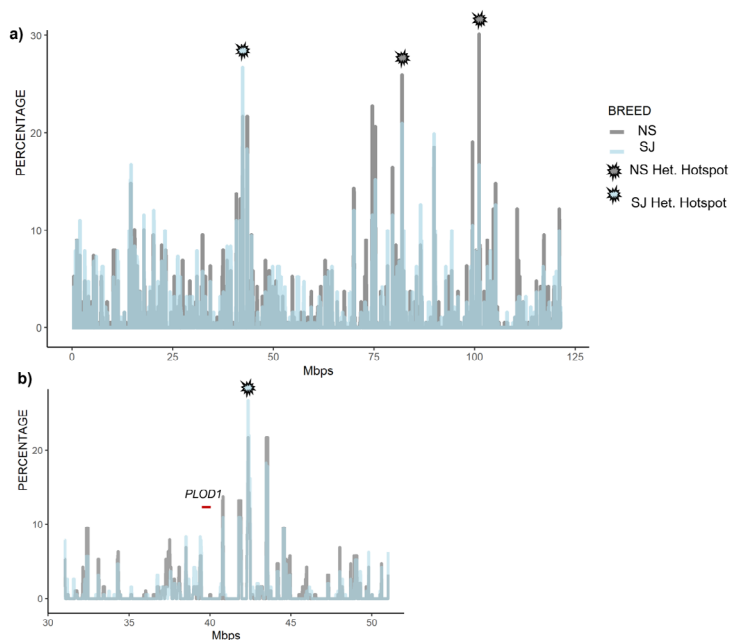 a)
PERCENTAGE
30
20
10
0
0 25 50 75 100 125
Mbps
BREED
NS
SJ
NS Het. Hotspot
SJ Het. Hotspot
b)
PERCENTAGE
20
10
0
PLOD1
30 35 40 45 50
Mbps